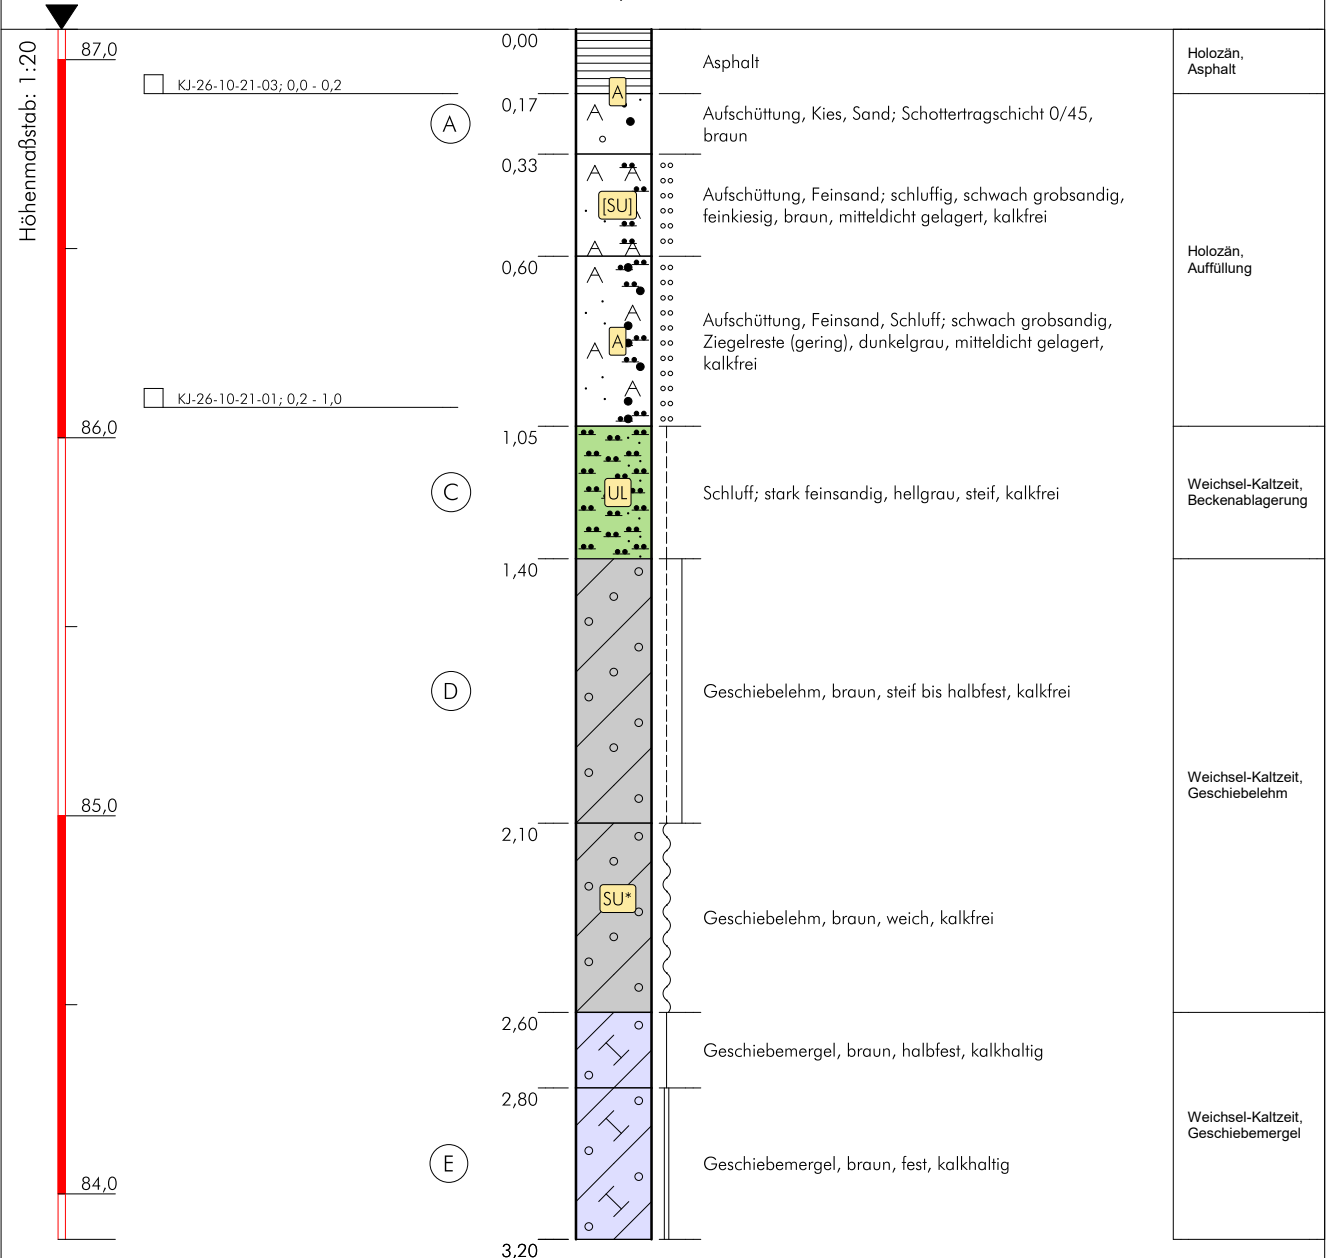 Höhenmaßstab: 1:20
87,0
0,00
Asphalt
Holozän,
Asphalt
KJ-26-10-21-03; 0,0 - 0,2
A
0,17
A
A
Aufschüttung, Kies, Sand; Schottertragschicht 0/45,
braun
0,33
A A
[SU]
A A
Aufschüttung, Feinsand; schluffig, schwach grobsandig,
feinkiesig, braun, mitteldicht gelagert, kalkfrei
Holozän,
Auffüllung
0,60
A
A
A
A
A
Aufschüttung, Feinsand, Schluff; schwach grobsandig,
Ziegelreste (gering), dunkelgrau, mitteldicht gelagert,
kalkfrei
KJ-26-10-21-01; 0,2 - 1,0
86,0
1,05
C
UL
Schluff; stark feinsandig, hellgrau, steif, kalkfrei
Weichsel-Kaltzeit,
Beckenablagerung
1,40
D
Geschiebelehm, braun, steif bis halbfest, kalkfrei
Weichsel-Kaltzeit,
Geschiebelehm
85,0
2,10
SU*
Geschiebelehm, braun, weich, kalkfrei
2,60
Geschiebemergel, braun, halbfest, kalkhaltig
2,80
Weichsel-Kaltzeit,
Geschiebemergel
E
Geschiebemergel, braun, fest, kalkhaltig
84,0
3,20